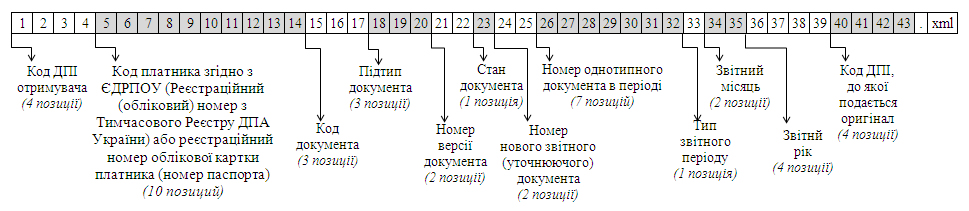 1 2 3 4 5 6 7 8 9 10 11 12 13 14 15 16 17 18 19 20 21 22 23 24 25 26 27 28 29 30 31 32 33 34 35 36 37 38 39 40 41 42 43 . xml
Код ДПІ
отримувача
(4 позиції)
Код платника згідно з
ЄДРПОУ (Реєстраційний
(обліковий) номер з
Тимчасового Реєстру ДПА
України) або реєстраційний
номер облікової картки
платника (номер паспорта)
(10 позиций)
Код
документа
(3 позиції)
Підтип
документа
(3 позиції)
Номер
версії
документа
(2 позиції)
Стан
документа
(1 позиція)
Номер
нового звітного
(уточнюючого)
документа
(2 позиції)
Номер однотипного
документа в періоді
(7 позицій)
Тип
звітного
періоду
(1 позиція)
Звітний
місяць
(2 позиції)
Звітнй
рік
(4 позиції)
Код ДПІ,
до якої
подається
оригінал
(4 позиції)